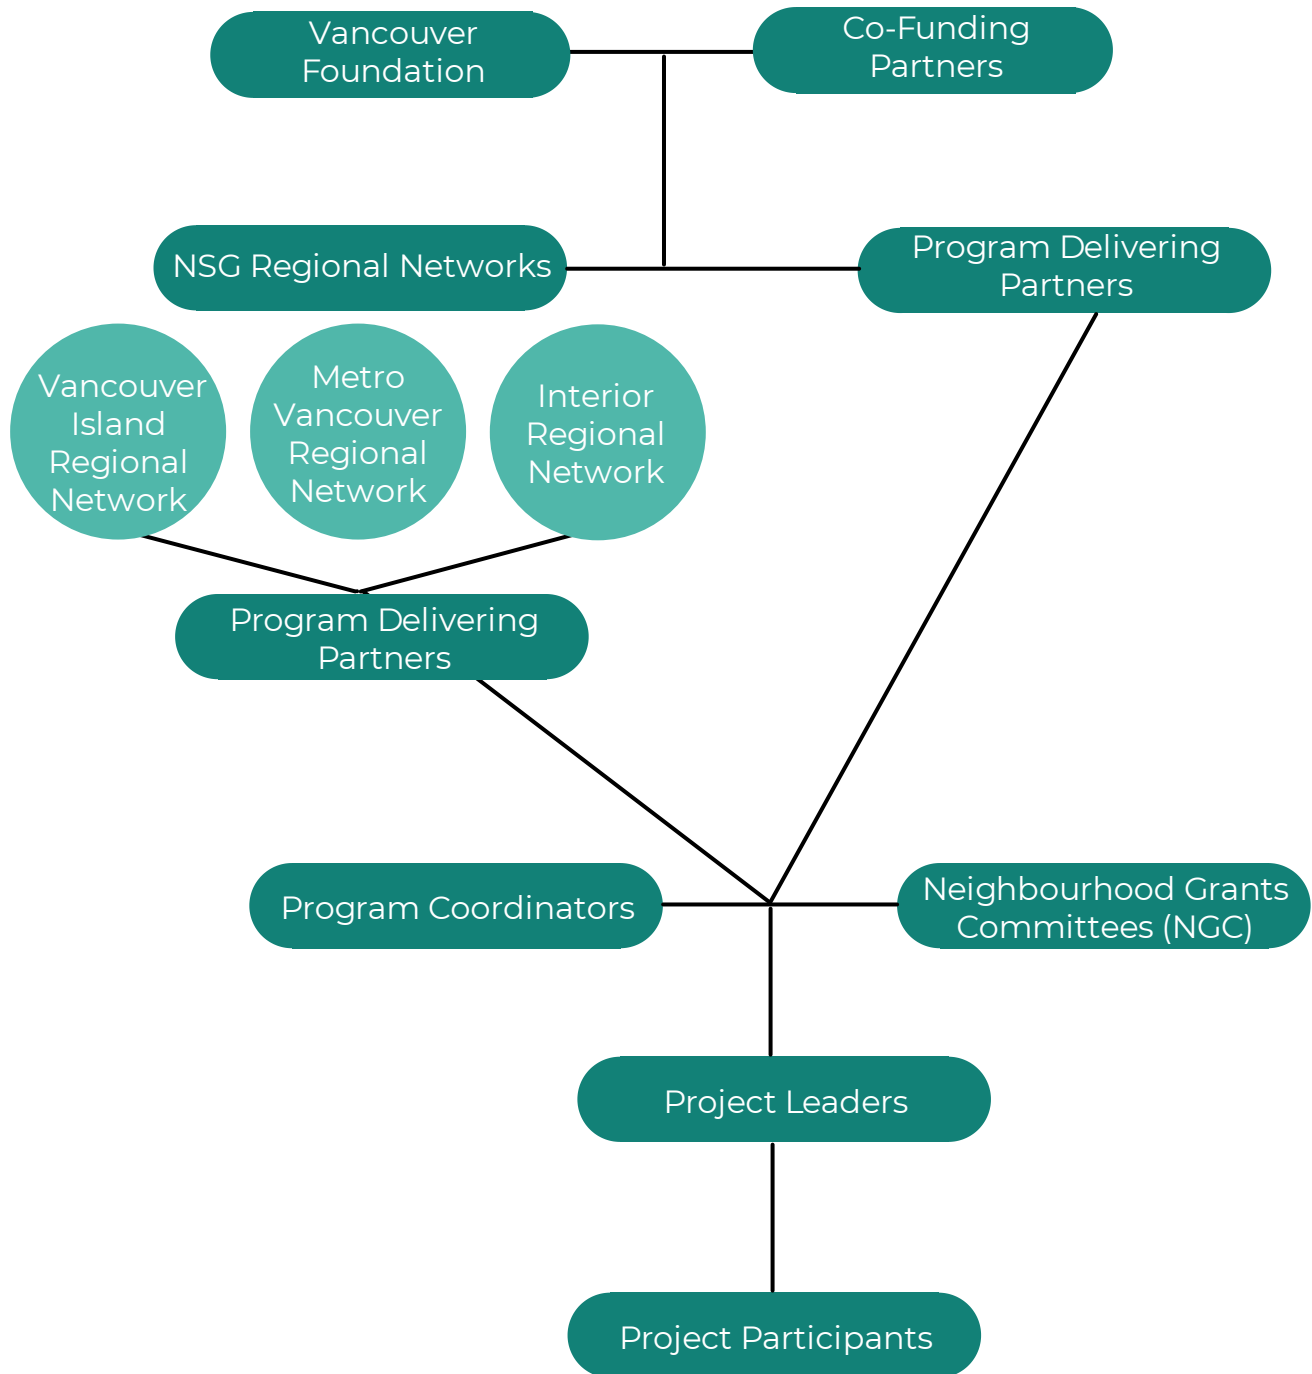 Vancouver
Foundation
Co-Funding
Partners
NSG Regional Networks
Program Delivering
Partners
Vancouver
Island
Regional
Network
Metro
Vancouver
Regional
Network
Interior
Regional
Network
Program Delivering
Partners
Program Coordinators
Neighbourhood Grants
Committees (NGC)
Project Leaders
Project Participants